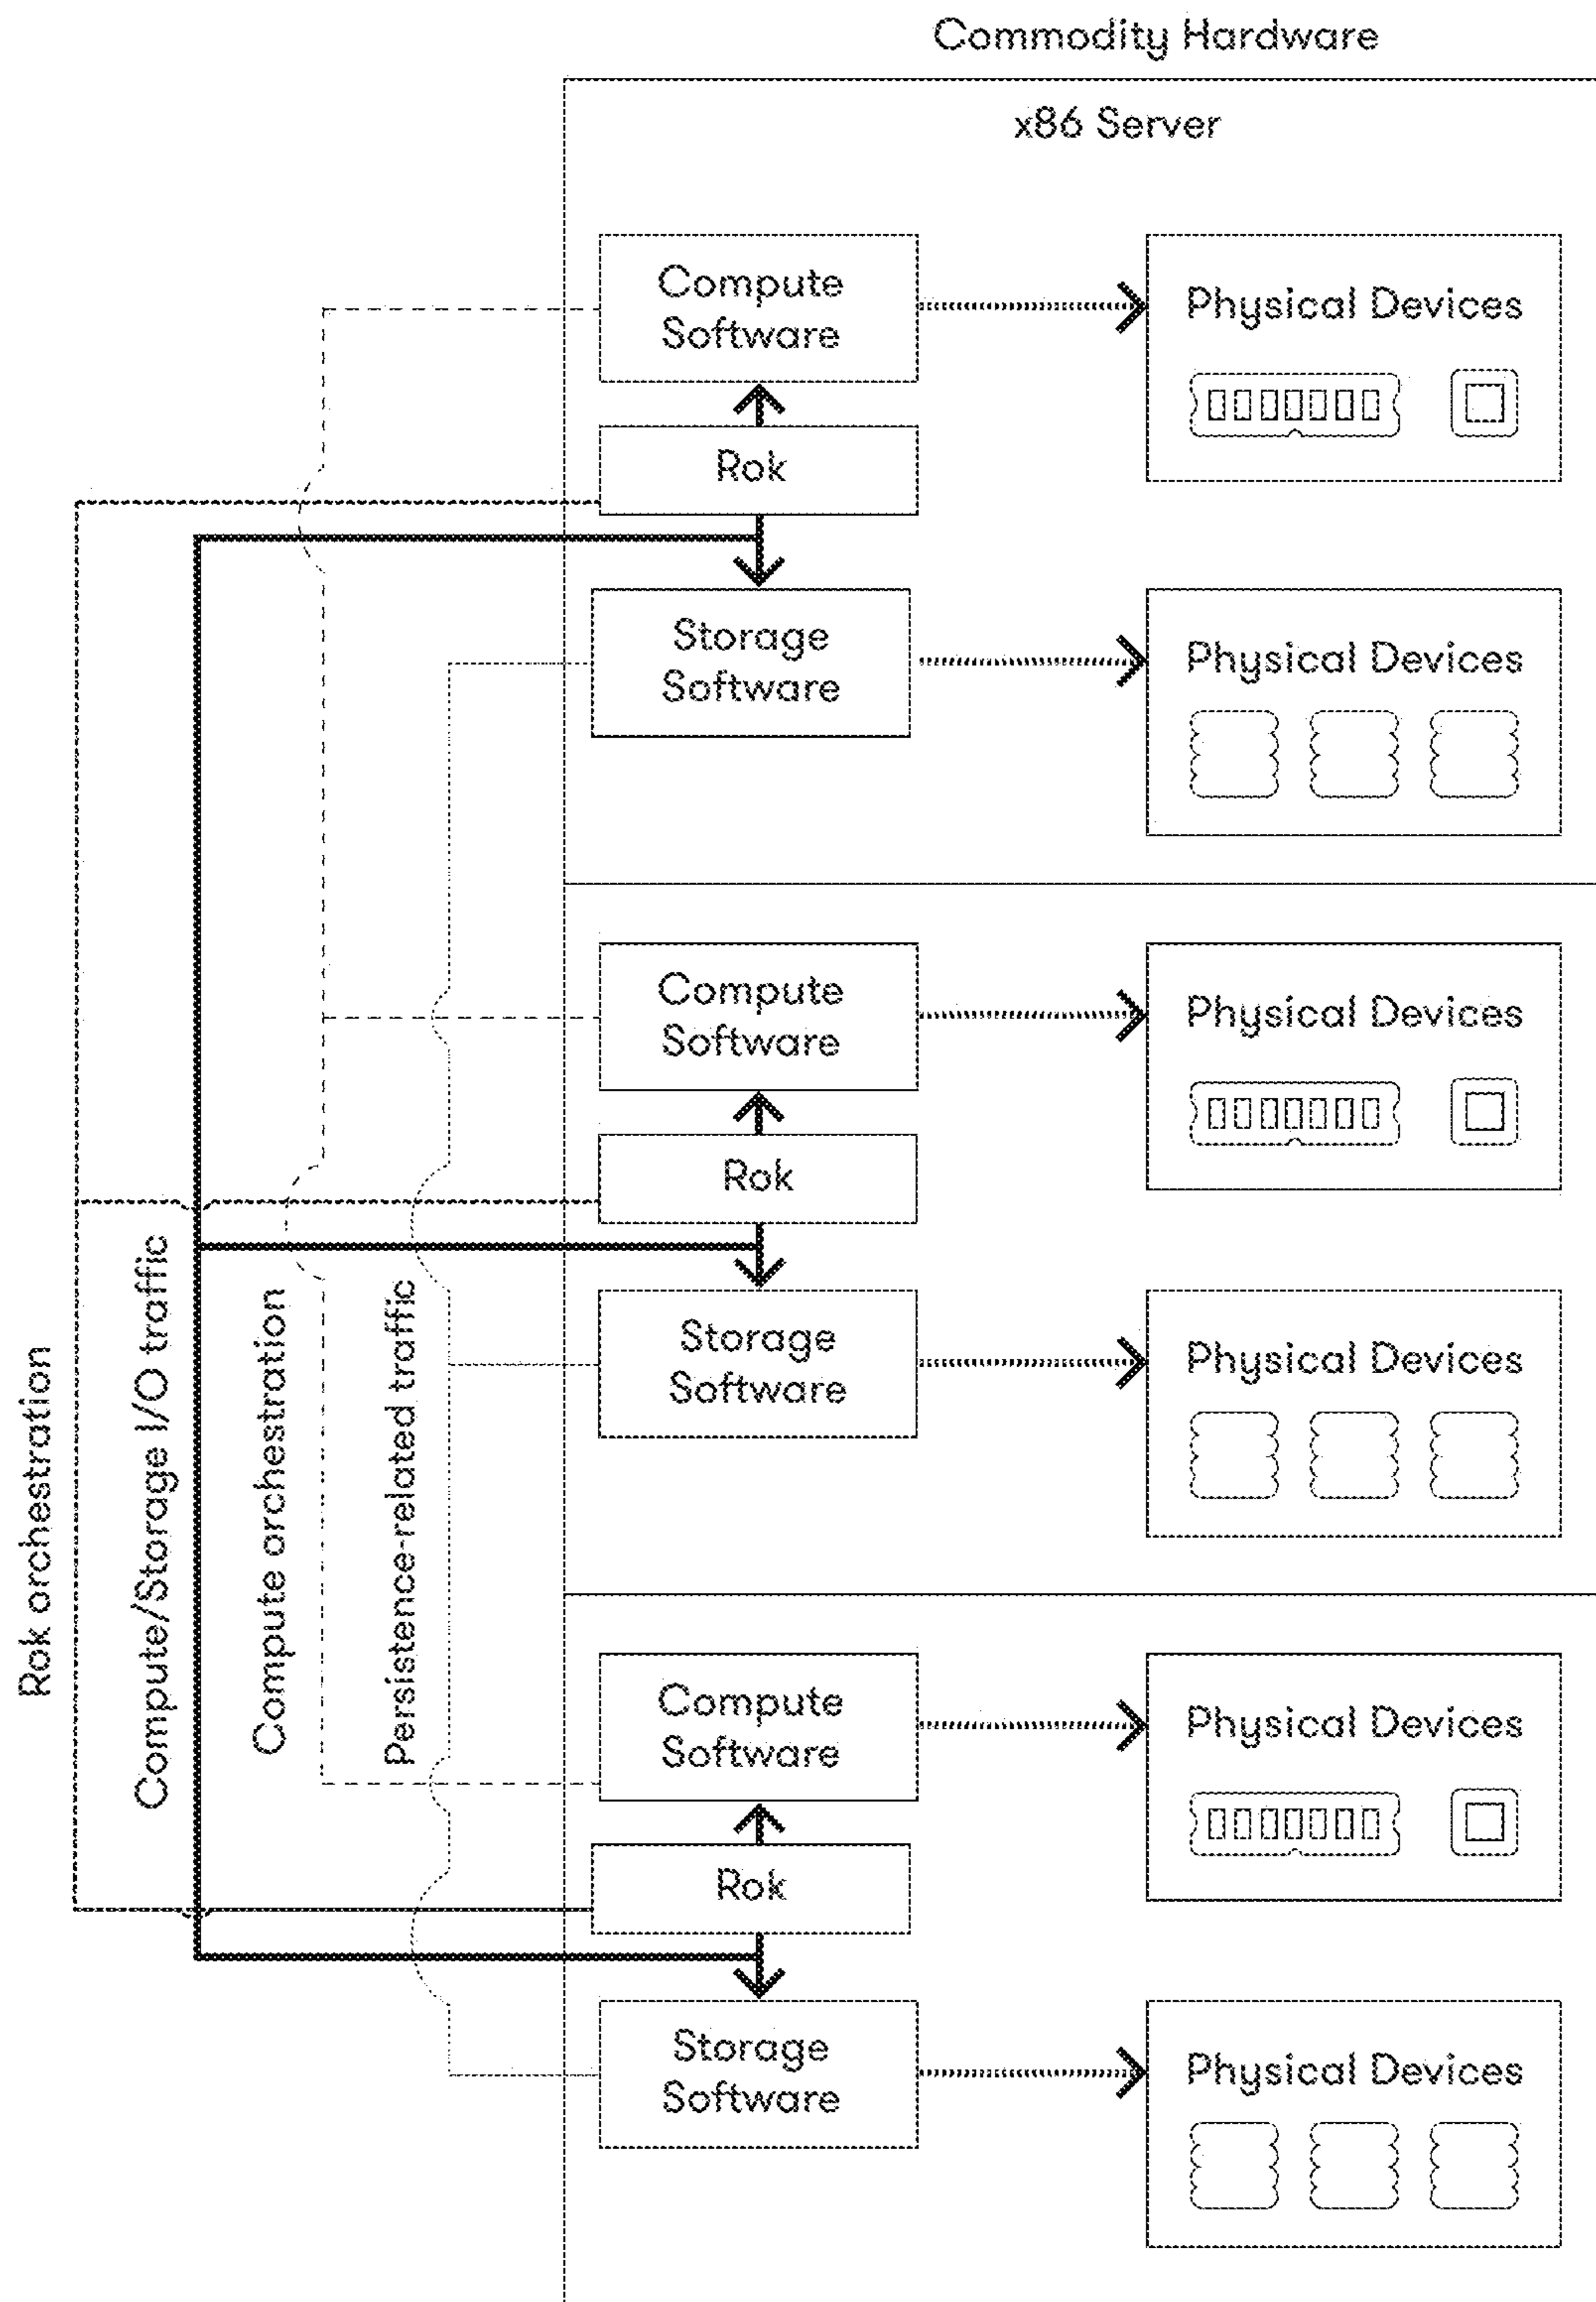 Commodity Hardware
x86 Server
Compute
Software
Physical Devices
Rok
Storage
Software
Physical Devices
Compute
Software
Physical Devices
Rok
Storage
Software
Physical Devices
Rok orchestration
Compute/Storage I/O traffic
Compute orchestration
Persistence-related traffic
Compute
Software
Physical Devices
Rok
Storage
Software
Physical Devices